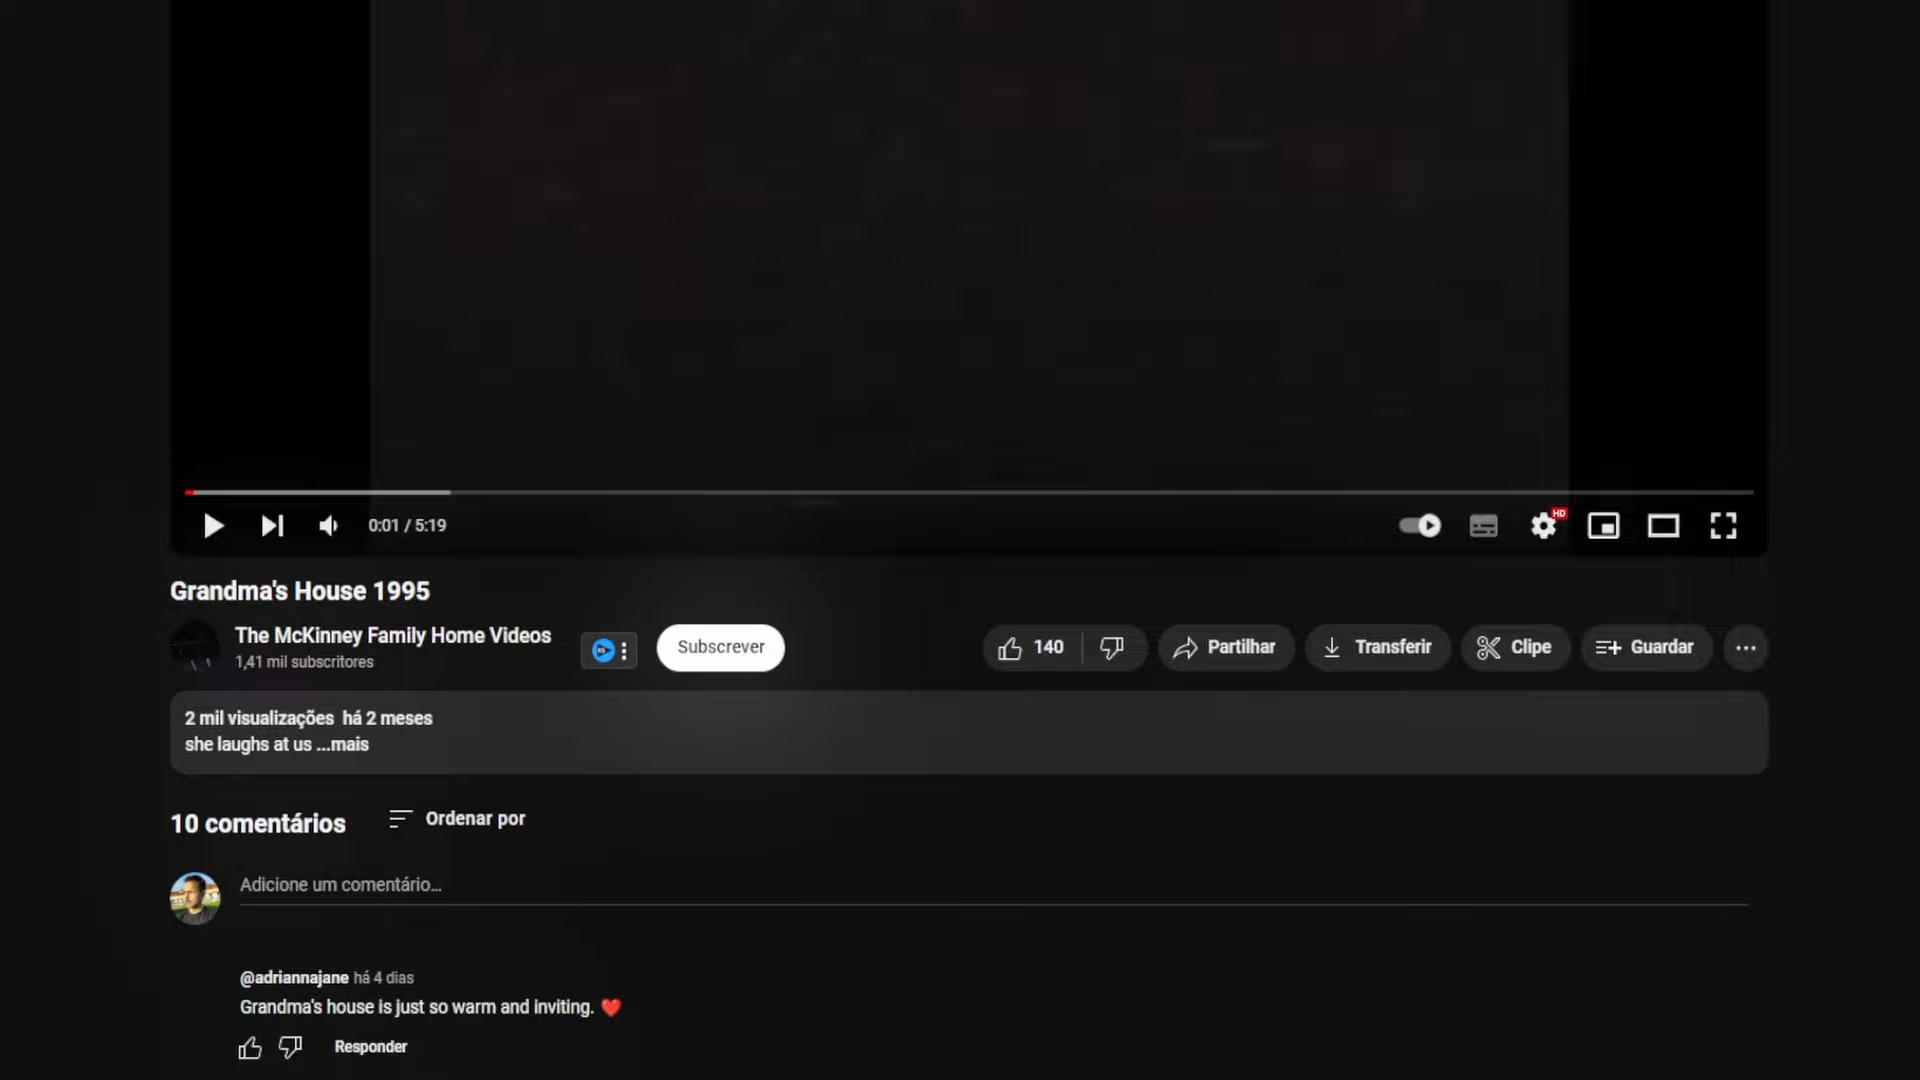 0:01 / 5:19
HD
Grandma's House 1995
The McKinney Family Home Videos
1,41 mil subscritores
Subscrever
140
Partilhar
Transferir
Clipe
Guardar
2 mil visualizações há 2 meses
she laughs at us ...mais
10 comentários
Ordenar por
Adicione um comentário...
@adriannajane há 4 dias
Grandma's house is just so warm and inviting. ❤️
Responder